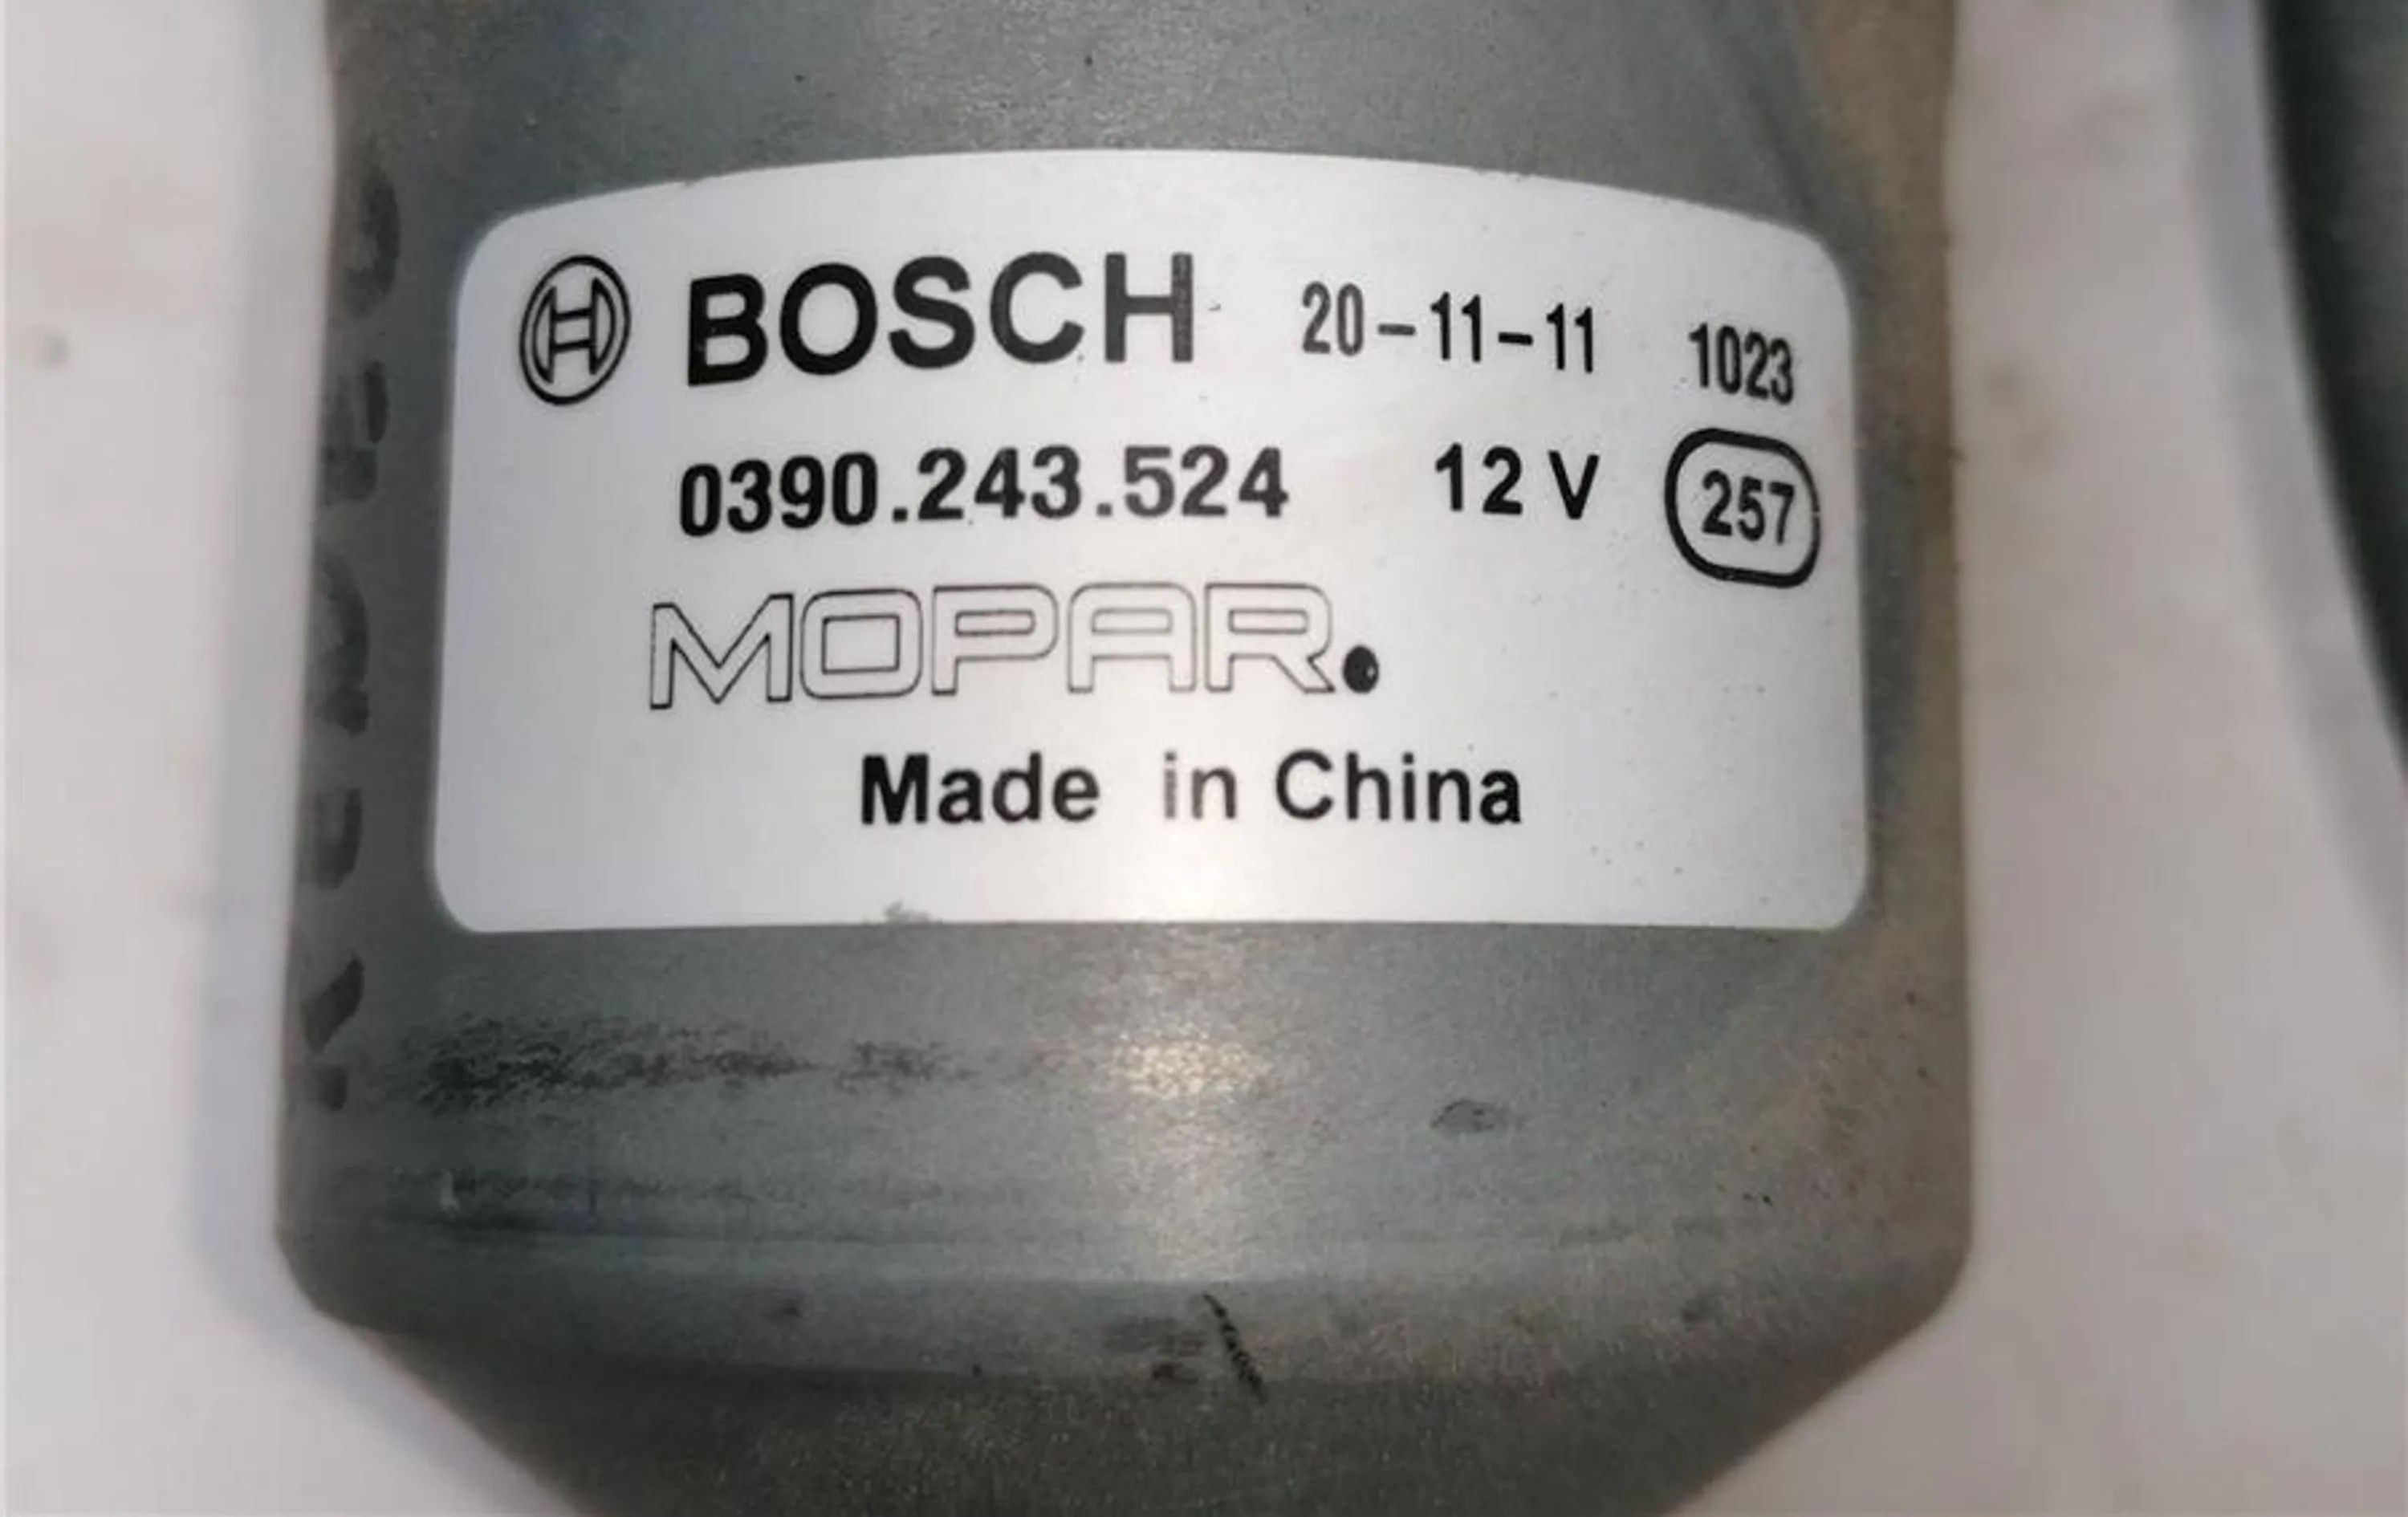 BOSCH 20-11-11 1023
0390.243.524 12 V 257
MOPAR.
Made in China